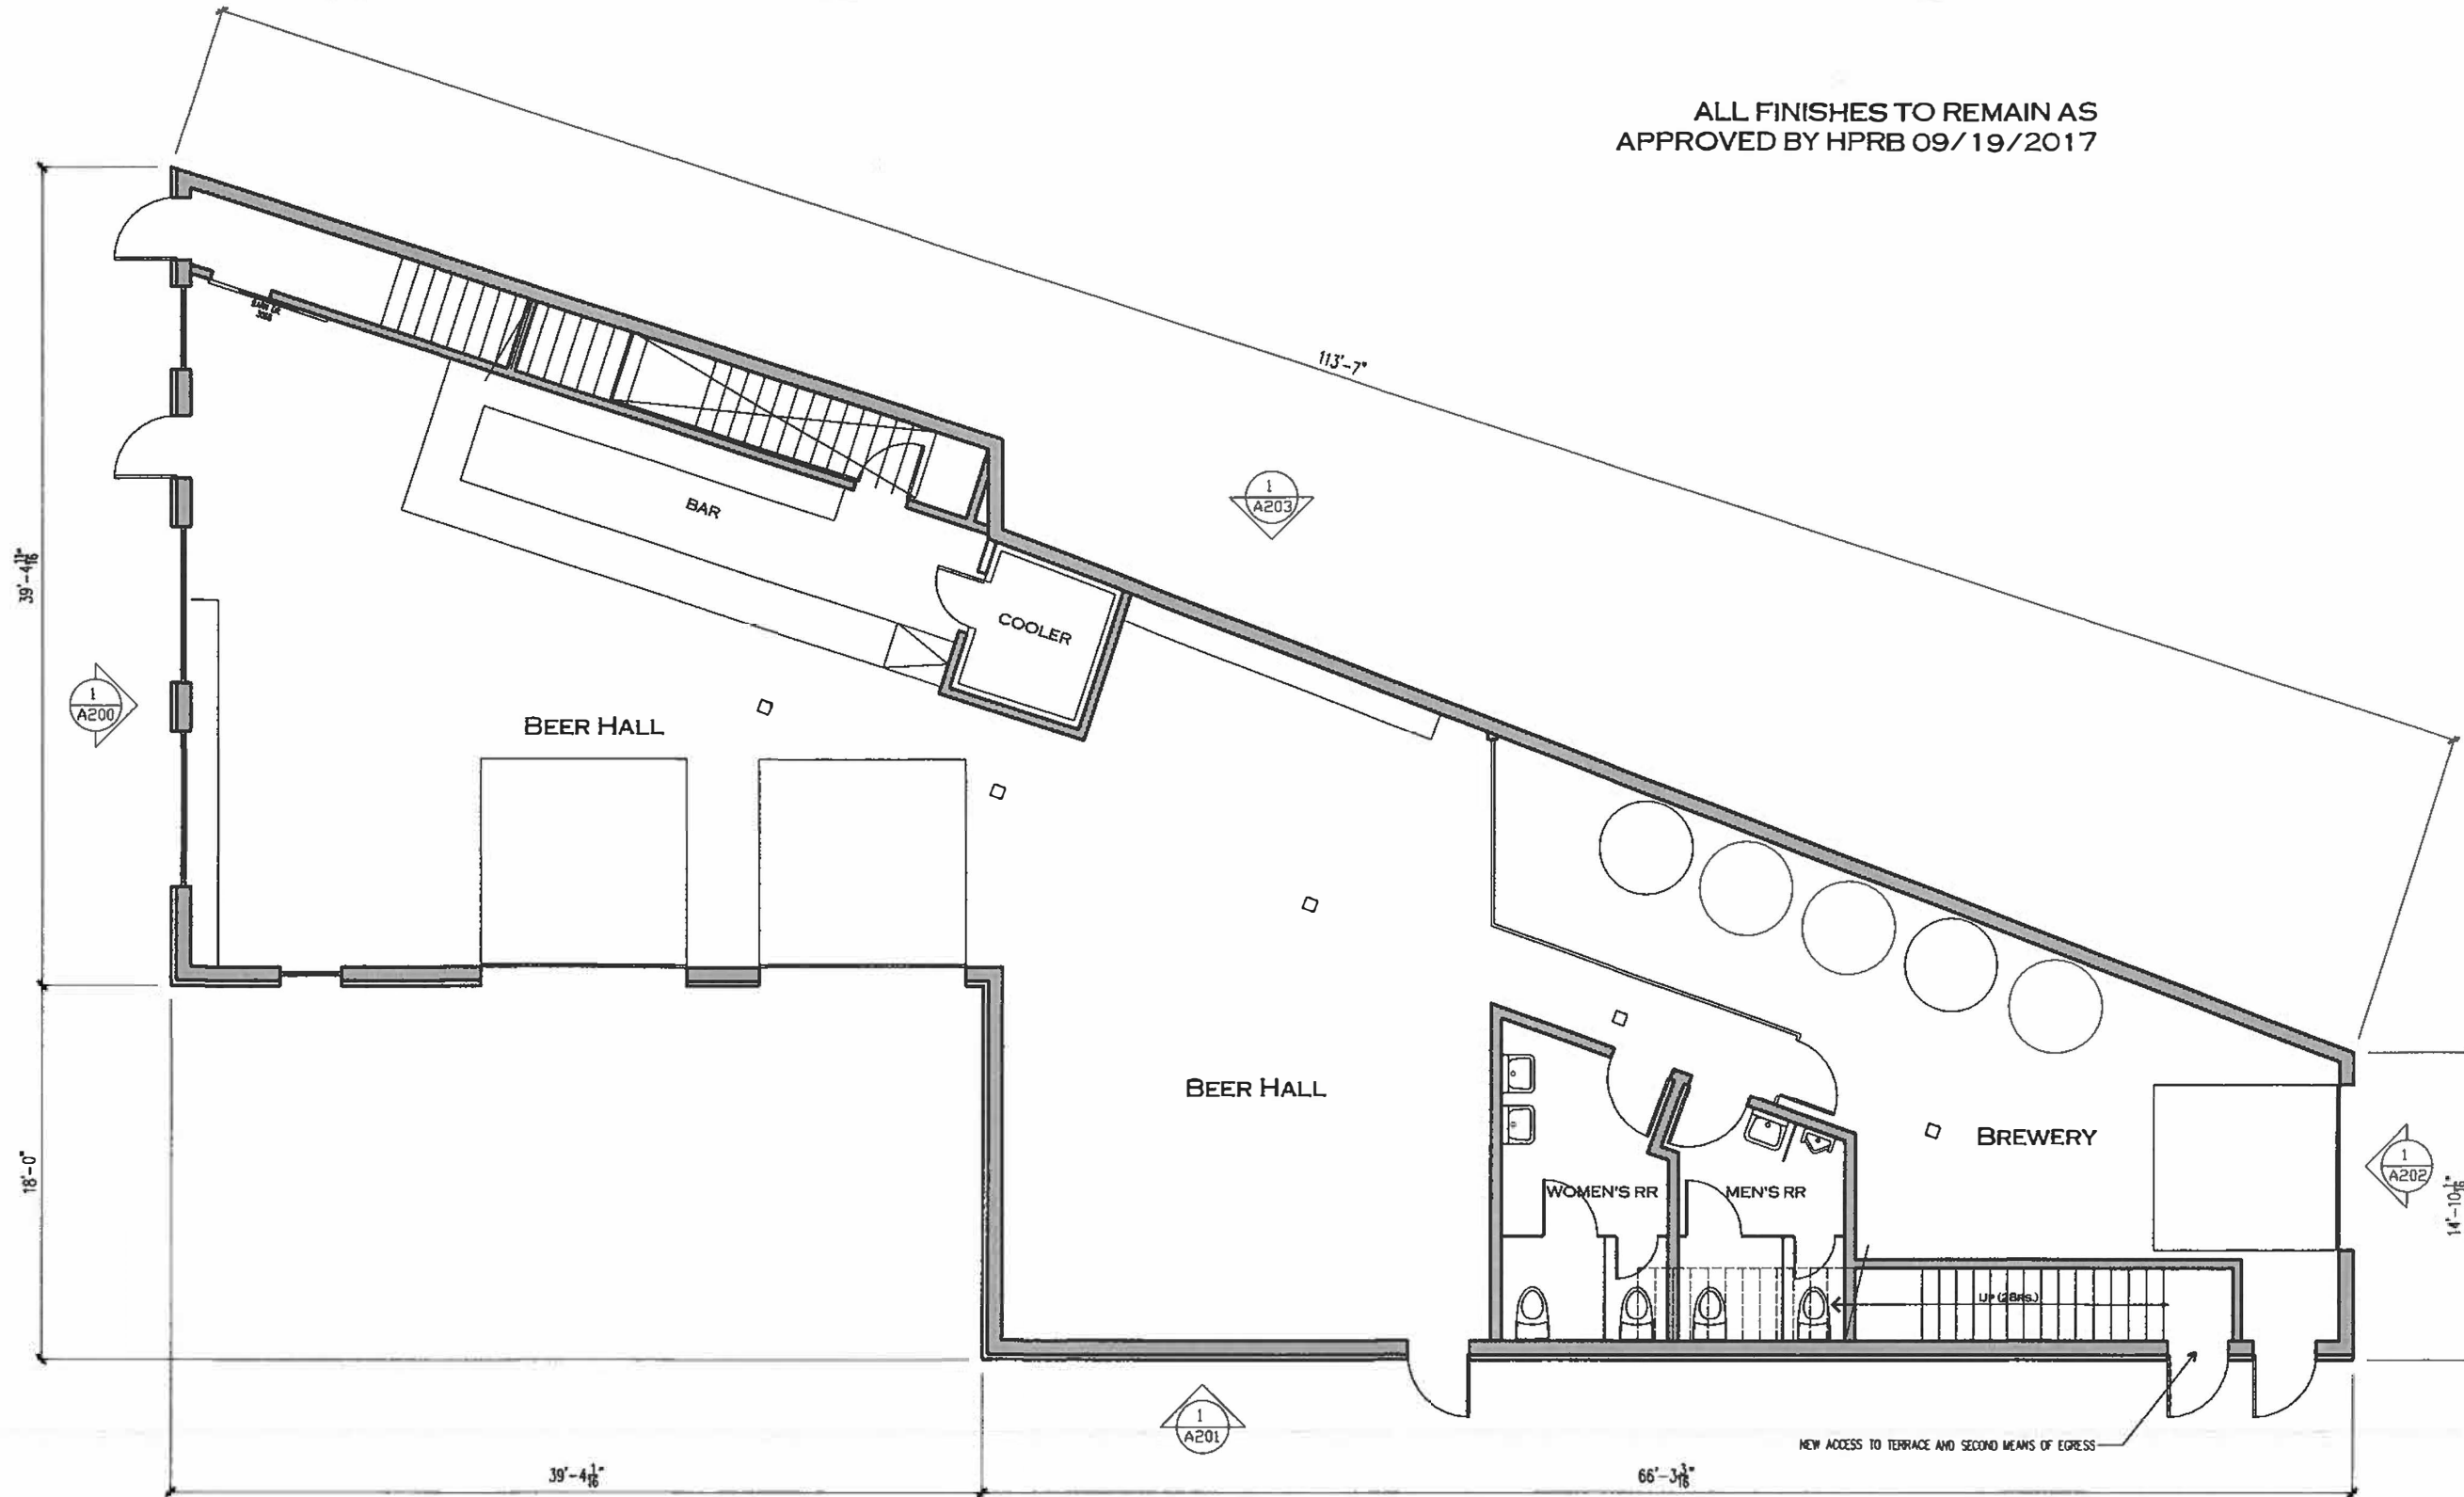 ALL FINISHES TO REMAIN AS
APPROVED BY HPRB 09/19/2017
113'-7"
39'-4 11/16"
BAR
1
A203
COOLER
1
A200
BEER HALL
BEER HALL
BREWERY
1
A202
18'-0"
WOMEN'S RR
MEN'S RR
14'-10 1/16"
UP (28RS.)
1
A201
NEW ACCESS TO TERRACE AND SECOND MEANS OF EGRESS
39'-4 1/16"
66'-3 3/16"